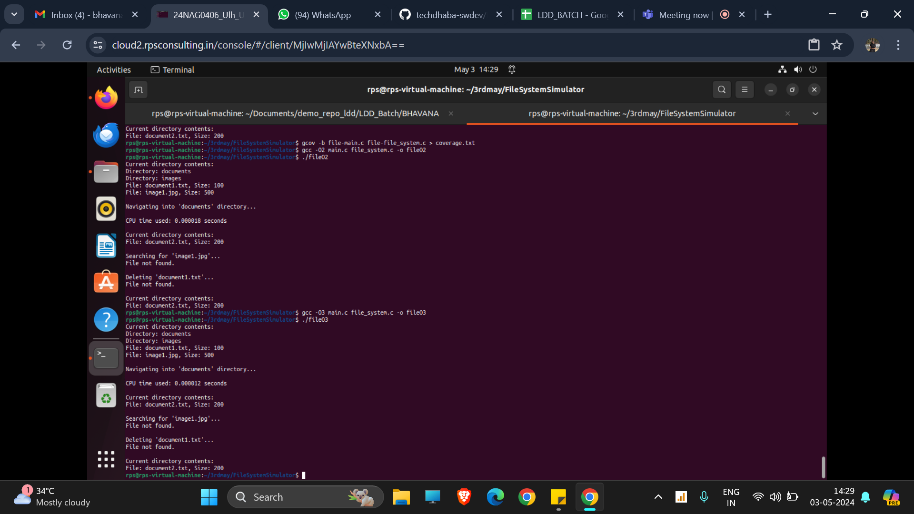 Inbox (4) - bhavana
24NAG0406_U
(94) WhatsApp
techdhaba-swdev/
LDD_BATCH - Goo
Meeting now |
cloud2.rpsconsulting.in/console/#/client/MjIwMjIAYwBteXNxbA==
Activities
Terminal
May 3 14:29
rps@rps-virtual-machine: ~/3rdmay/FileSystemSimulator
rps@rps-virtual-machine: ~/Documents/demo_repo_ldd/LDD_Batch/BHAVANA
rps@rps-virtual-machine: ~/3rdmay/FileSystemSimulator
Current directory contents:
File: document2.txt, Size: 200
rps@rps-virtual-machine:~/3rdmay/FileSystemSimulator$ gcov -b file-main.c File-file_system.c > coverage.txt
rps@rps-virtual-machine:~/3rdmay/FileSystemSimulator$ gcc -O2 main.c file_system.c -o fileO2
rps@rps-virtual-machine:~/3rdmay/FileSystemSimulator$ ./fileO2
Current directory contents:
Directory: documents
Directory: images
File: document1.txt, Size: 100
File: image1.jpg, Size: 500
Navigating into 'documents' directory...
CPU time used: 0.000018 seconds
Current directory contents:
File: document2.txt, Size: 200
Searching for 'image1.jpg'...
File not found.
Deleting 'document1.txt'...
File not found.
Current directory contents:
File: document2.txt, Size: 200
rps@rps-virtual-machine:~/3rdmay/FileSystemSimulator$ gcc -O3 main.c file_system.c -o fileO3
rps@rps-virtual-machine:~/3rdmay/FileSystemSimulator$ ./fileO3
Current directory contents:
Directory: documents
Directory: images
File: document1.txt, Size: 100
File: image1.jpg, Size: 500
Navigating into 'documents' directory...
CPU time used: 0.000012 seconds
Current directory contents:
File: document2.txt, Size: 200
Searching for 'image1.jpg'...
File not found.
Deleting 'document1.txt'...
File not found.
Current directory contents:
File: document2.txt, Size: 200
rps@rps-virtual-machine:~/3rdmay/FileSystemSimulator$
1
34°C
Mostly cloudy
Search
ENG
IN
14:29
03-05-2024